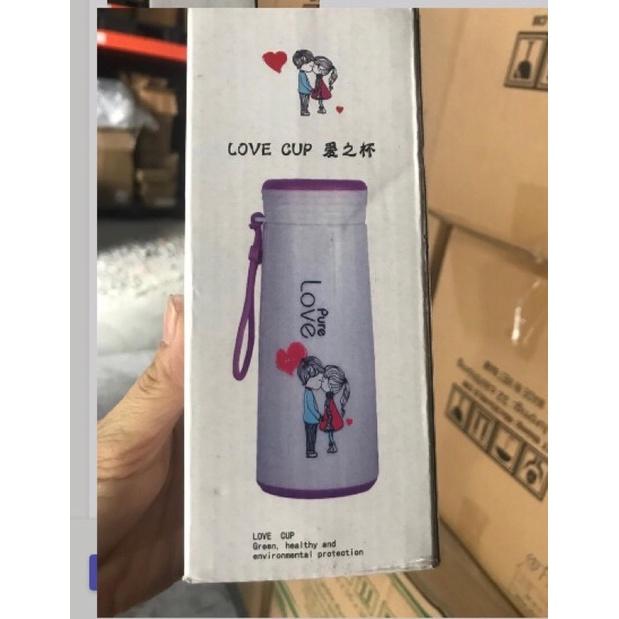 LOVE CUP 爱之杯
Pure
Love
LOVE CUP
Green, healthy and
environmental protection